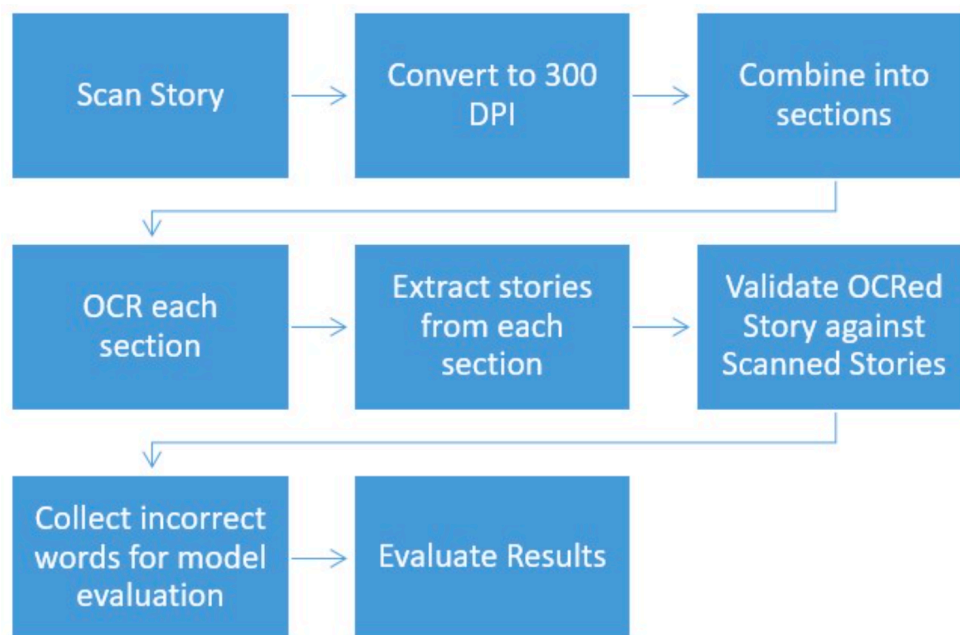 Scan Story
Convert to 300
DPI
Combine into
sections
OCR each
section
Extract stories
from each
section
Validate OCRed
Story against
Scanned Stories
Collect incorrect
words for model
evaluation
Evaluate Results